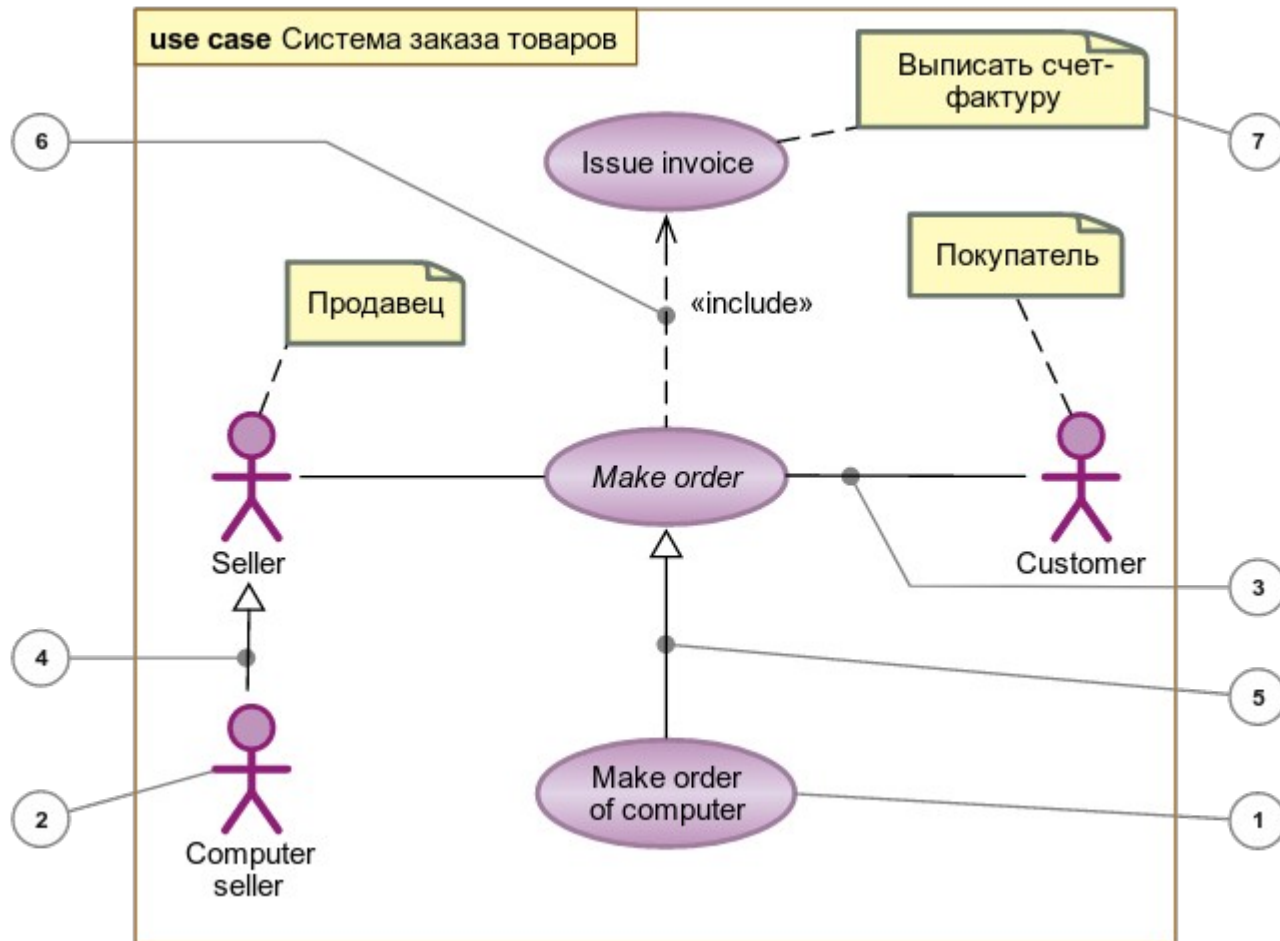 use case Система заказа товаров
Выписать счет-
фактуру
6
Issue invoice
7
Покупатель
Продавец
«include»
Make order
Seller
Customer
3
4
5
Make order
of computer
2
1
Computer
seller